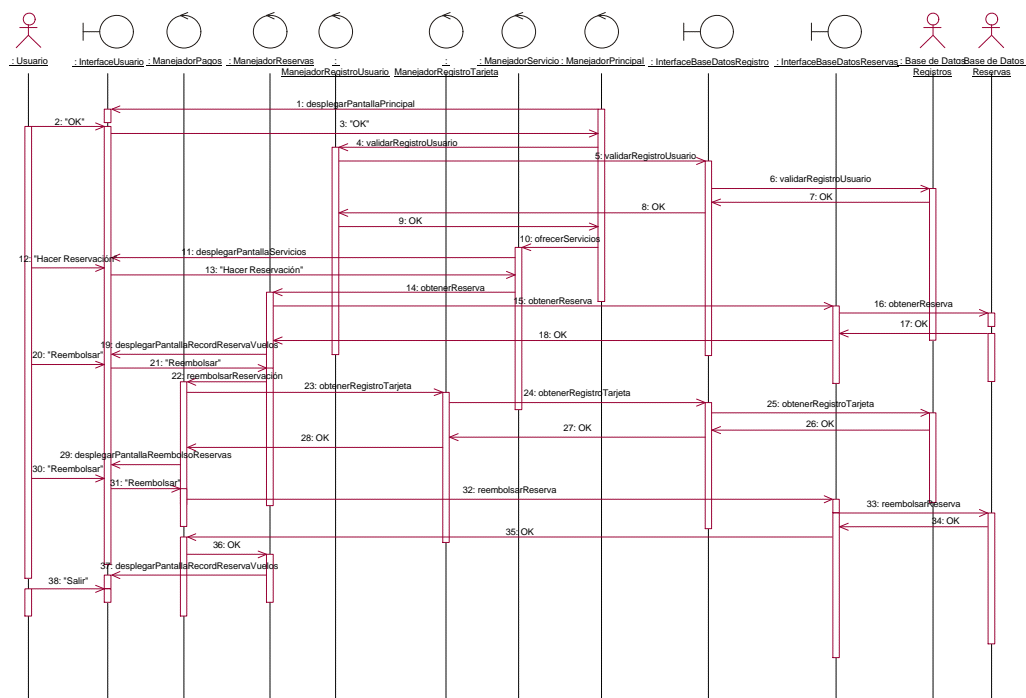 : Usuario
: InterfaceUsuario
: ManejadorPagos
: ManejadorReservas
:
ManejadorRegistroUsuario
:
ManejadorRegistroTarjeta
: ManejadorServicio
: ManejadorPrincipal
: InterfaceBaseDatosRegistro
: InterfaceBaseDatosReservas
: Base de Datos
Registros
Base de Datos
Reservas
1: desplegarPantallaPrincipal
2: "OK"
3: "OK"
4: validarRegistroUsuario
5: validarRegistroUsuario
6: validarRegistroUsuario
7: OK
8: OK
9: OK
10: ofrecerServicios
11: desplegarPantallaServicios
12: "Hacer Reservación"
13: "Hacer Reservación"
14: obtenerReserva
15: obtenerReserva
16: obtenerReserva
17: OK
18: OK
19: desplegarPantallaRecordReservaVuelos
20: "Reembolsar"
21: "Reembolsar"
22: reembolsarReservación
23: obtenerRegistroTarjeta
24: obtenerRegistroTarjeta
25: obtenerRegistroTarjeta
26: OK
27: OK
28: OK
29: desplegarPantallaReembolsoReservas
30: "Reembolsar"
31: "Reembolsar"
32: reembolsarReserva
33: reembolsarReserva
34: OK
35: OK
36: OK
37: desplegarPantallaRecordReservaVuelos
38: "Salir"